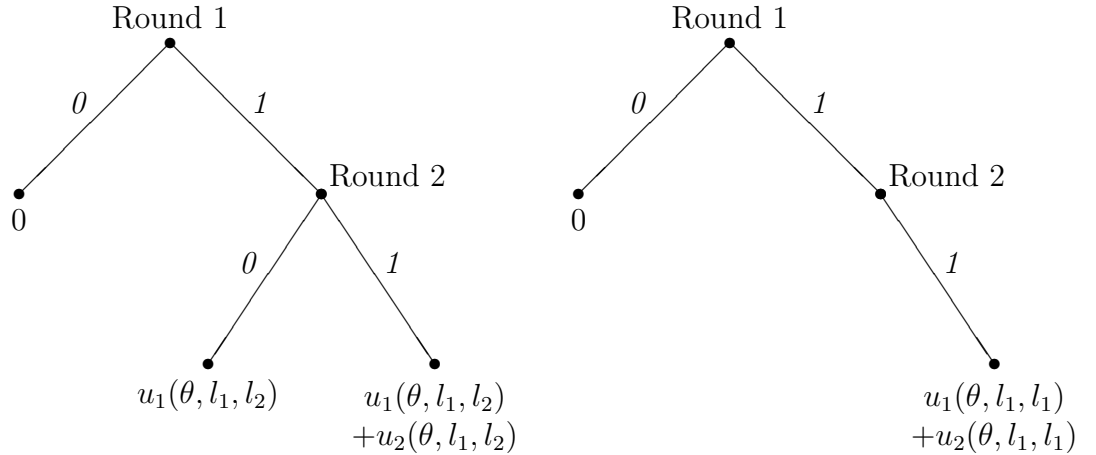 Round 1
Round 1
0
1
0
1
Round 2
Round 2
0
0
0
1
1
u₁(θ, l₁, l₂)
u₁(θ, l₁, l₂)
+u₂(θ, l₁, l₂)
u₁(θ, l₁, l₁)
+u₂(θ, l₁, l₁)